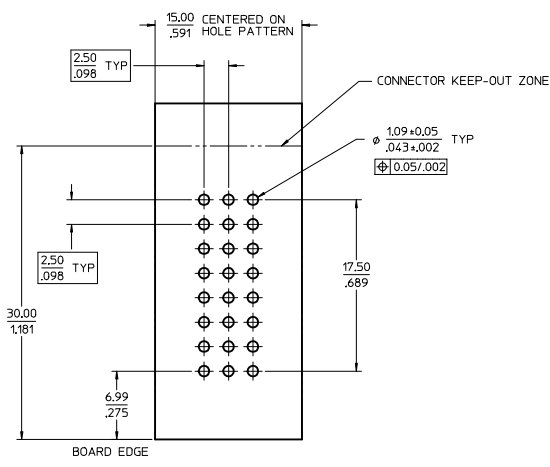 15.00 CENTERED ON
.591 HOLE PATTERN
2.50 TYP
.098
CONNECTOR KEEP-OUT ZONE
⌀ 1.09±0.05 TYP
.043±.002
⌖ 0.05/.002
2.50 TYP
.098
17.50
.689
30.00
1.181
6.99
.275
BOARD EDGE